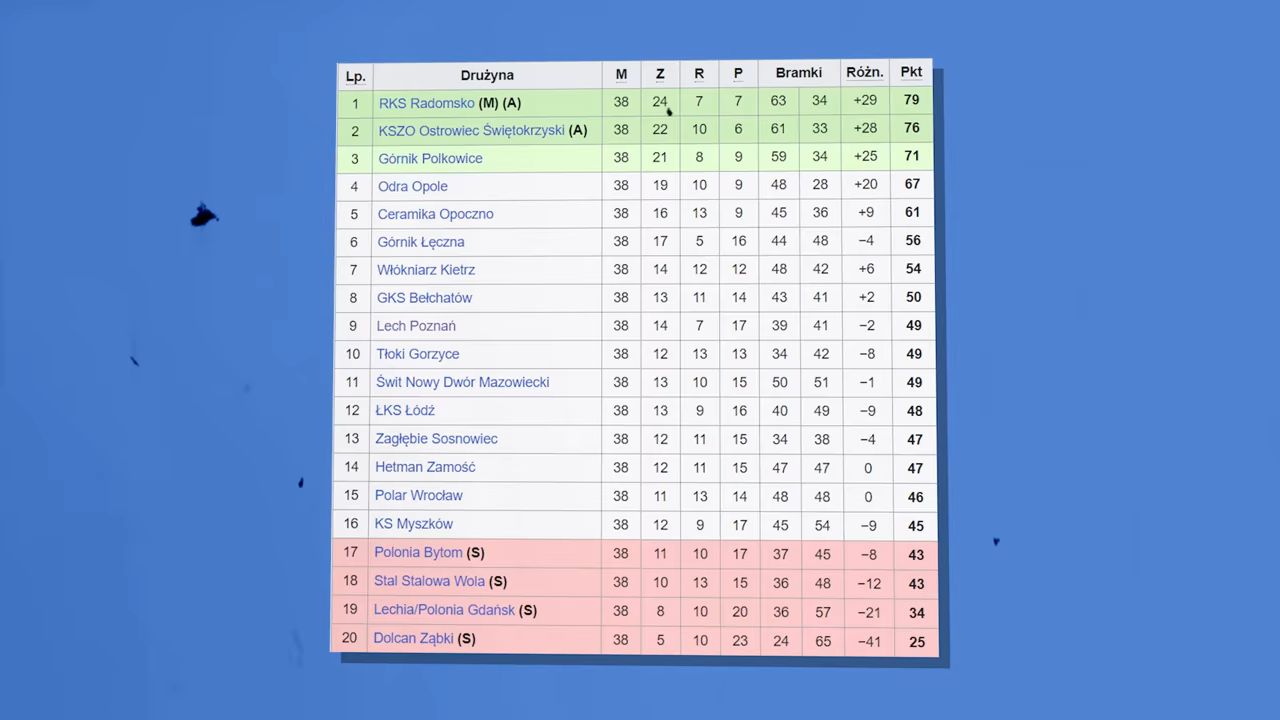 Lp. Drużyna M Z R P Bramki Różn. Pkt
1 RKS Radomsko (M) (A) 38 24 7 7 63 34 +29 79
2 KSZO Ostrowiec Świętokrzyski (A) 38 22 10 6 61 33 +28 76
3 Górnik Polkowice 38 21 8 9 59 34 +25 71
4 Odra Opole 38 19 10 9 48 28 +20 67
5 Ceramika Opoczno 38 16 13 9 45 36 +9 61
6 Górnik Łęczna 38 17 5 16 44 48 −4 56
7 Włókniarz Kietrz 38 14 12 12 48 42 +6 54
8 GKS Bełchatów 38 13 11 14 43 41 +2 50
9 Lech Poznań 38 14 7 17 39 41 −2 49
10 Tłoki Gorzyce 38 12 13 13 34 42 −8 49
11 Świt Nowy Dwór Mazowiecki 38 13 10 15 50 51 −1 49
12 ŁKS Łódź 38 13 9 16 40 49 −9 48
13 Zagłębie Sosnowiec 38 12 11 15 34 38 −4 47
14 Hetman Zamość 38 12 11 15 47 47 0 47
15 Polar Wrocław 38 11 13 14 48 48 0 46
16 KS Myszków 38 12 9 17 45 54 −9 45
17 Polonia Bytom (S) 38 11 10 17 37 45 −8 43
18 Stal Stalowa Wola (S) 38 10 13 15 36 48 −12 43
19 Lechia/Polonia Gdańsk (S) 38 8 10 20 36 57 −21 34
20 Dolcan Ząbki (S) 38 5 10 23 24 65 −41 25